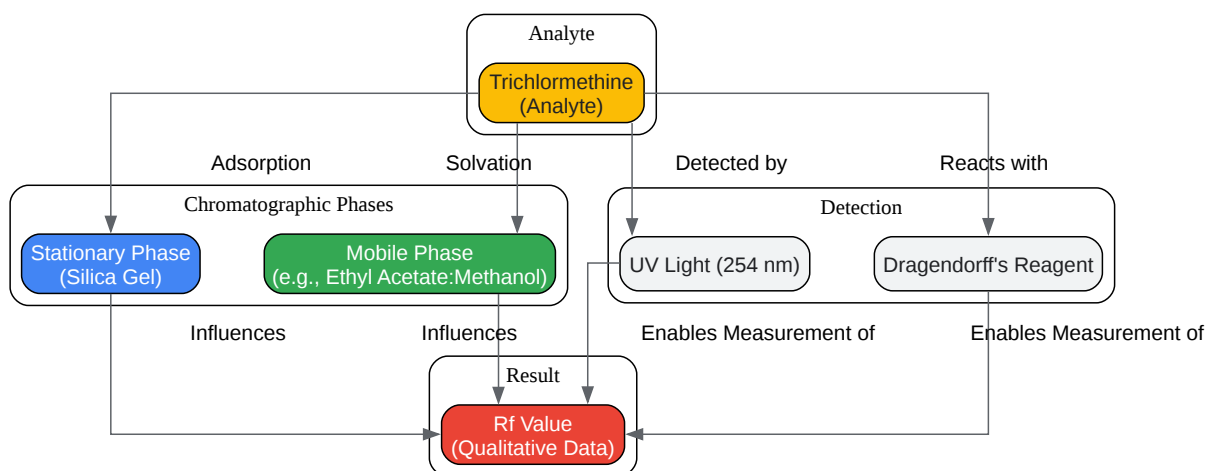 Analyte
Trichlormethine
(Analyte)
Adsorption
Solvation
Detected by
Reacts with
Chromatographic Phases
Detection
Stationary Phase
(Silica Gel)
Mobile Phase
(e.g., Ethyl Acetate:Methanol)
UV Light (254 nm)
Dragendorff's Reagent
Influences
Influences
Enables Measurement of
Enables Measurement of
Result
Rf Value
(Qualitative Data)